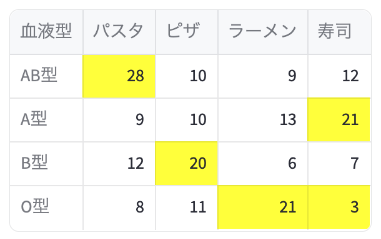 血液型 パスタ ピザ ラーメン 寿司
AB型 28 10 9 12
A型 9 10 13 21
B型 12 20 6 7
O型 8 11 21 3